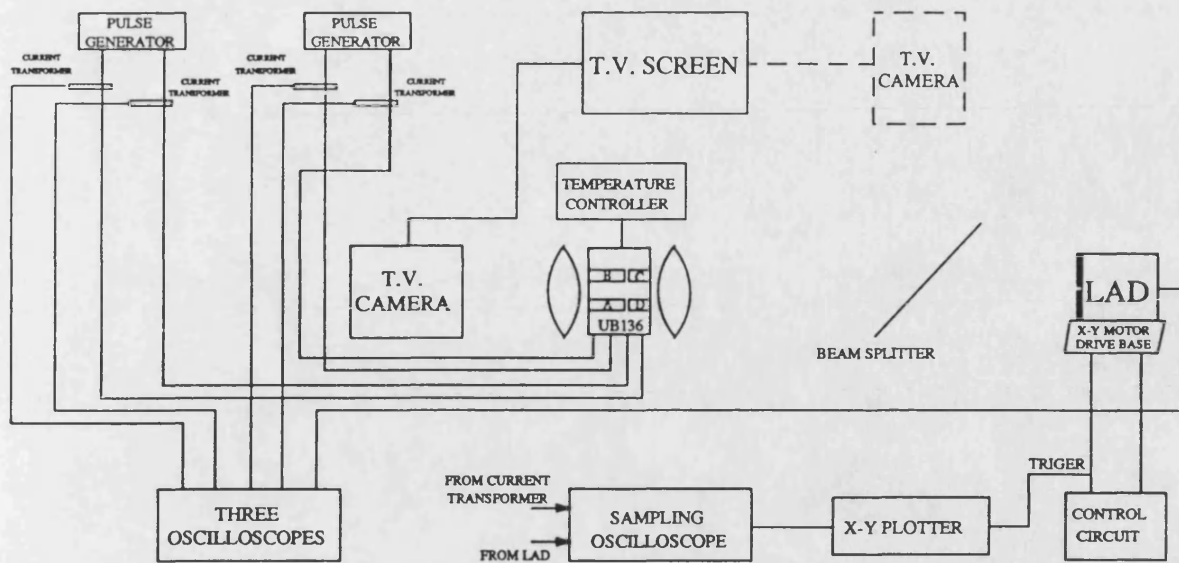 PULSE
GENERATOR
PULSE
GENERATOR
CURRENT
TRANSFORMER
CURRENT
TRANSFORMER
CURRENT
TRANSFORMER
CURRENT
TRANSFORMER
T.V. SCREEN
T.V.
CAMERA
TEMPERATURE
CONTROLLER
T.V.
CAMERA
B C
A D
UB136
BEAM SPLITTER
LAD
X-Y MOTOR
DRIVE BASE
TRIGER
THREE
OSCILLOSCOPES
FROM CURRENT
TRANSFORMER
FROM LAD
SAMPLING
OSCILLOSCOPE
X-Y PLOTTER
CONTROL
CIRCUIT